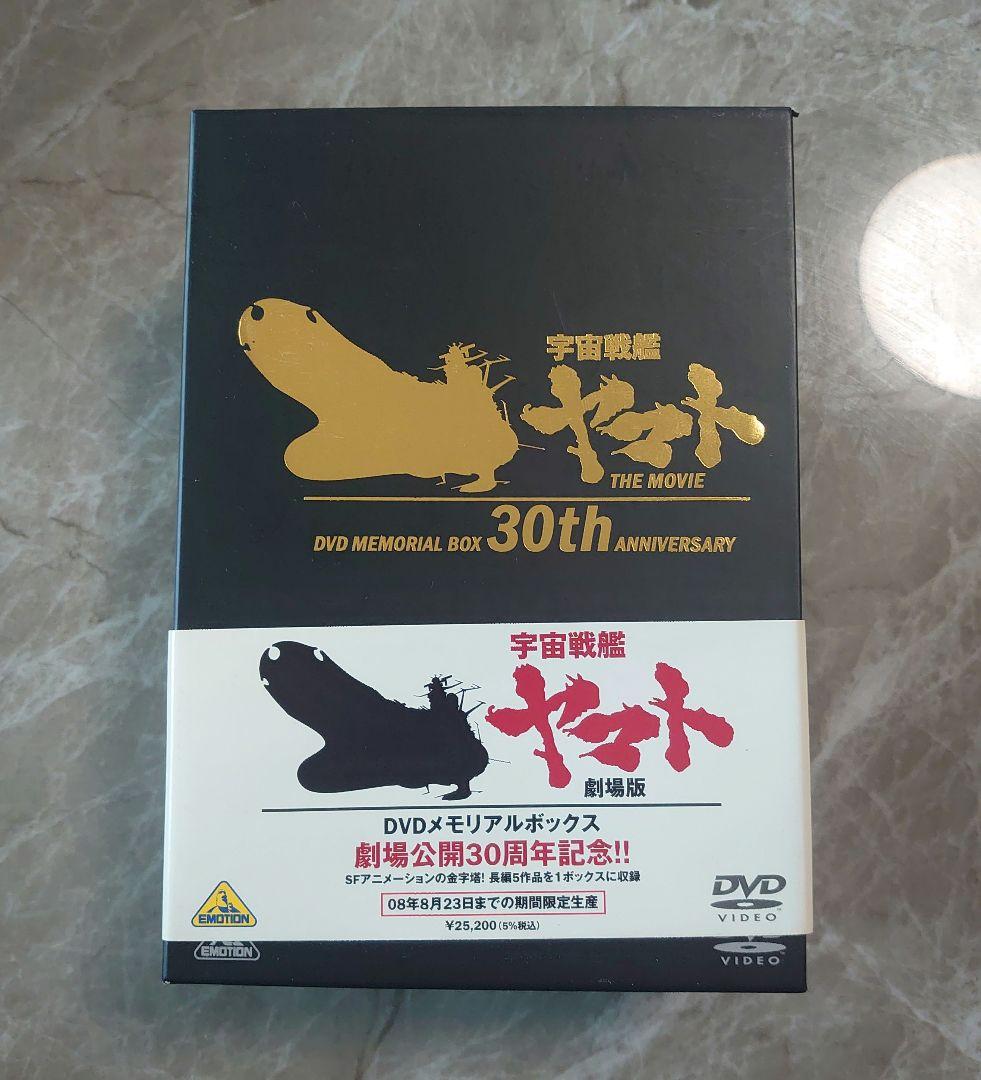 宇宙戦艦
ヤマト
THE MOVIE
DVD MEMORIAL BOX 30th ANNIVERSARY
宇宙戦艦
ヤマト
劇場版
DVDメモリアルボックス
劇場公開30周年記念!!
SFアニメーションの金字塔! 長編5作品を1ボックスに収録
08年8月23日までの期間限定生産
¥25,200(5%税込)
EMOTION
DVD
VIDEO
EMOTION
VIDEO